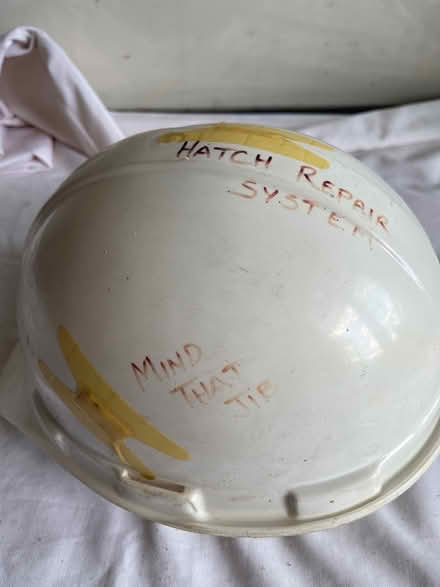 HATCH REPAIR
SYSTEM
MIND
THAT
JIB